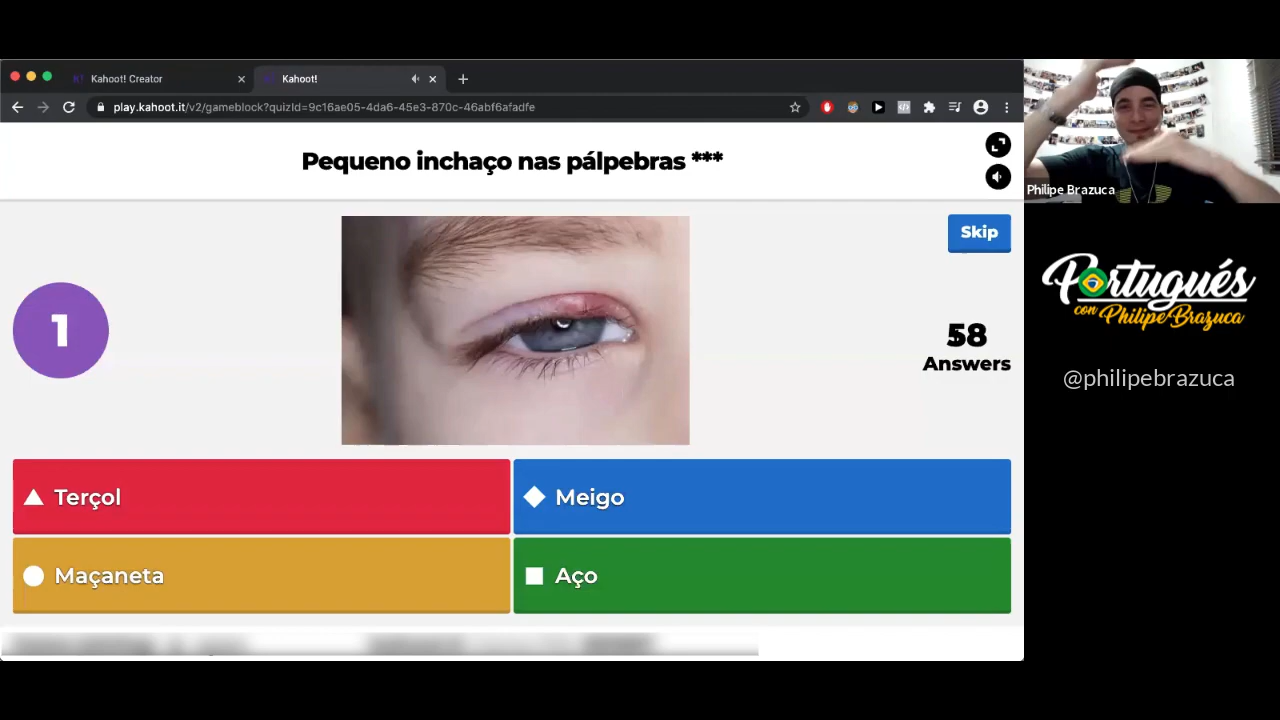 Kahoot! Creator
Kahoot!
play.kahoot.it/v2/gameblock?quizId=9c16ae05-4da6-45e3-870c-46abf6afadfe
Pequeno inchaço nas pálpebras ***
Philipe Brazuca
Skip
1
58
Answers
Portugués
con Philipe Brazuca
@philipebrazuca
Terçol
Meigo
Maçaneta
Aço